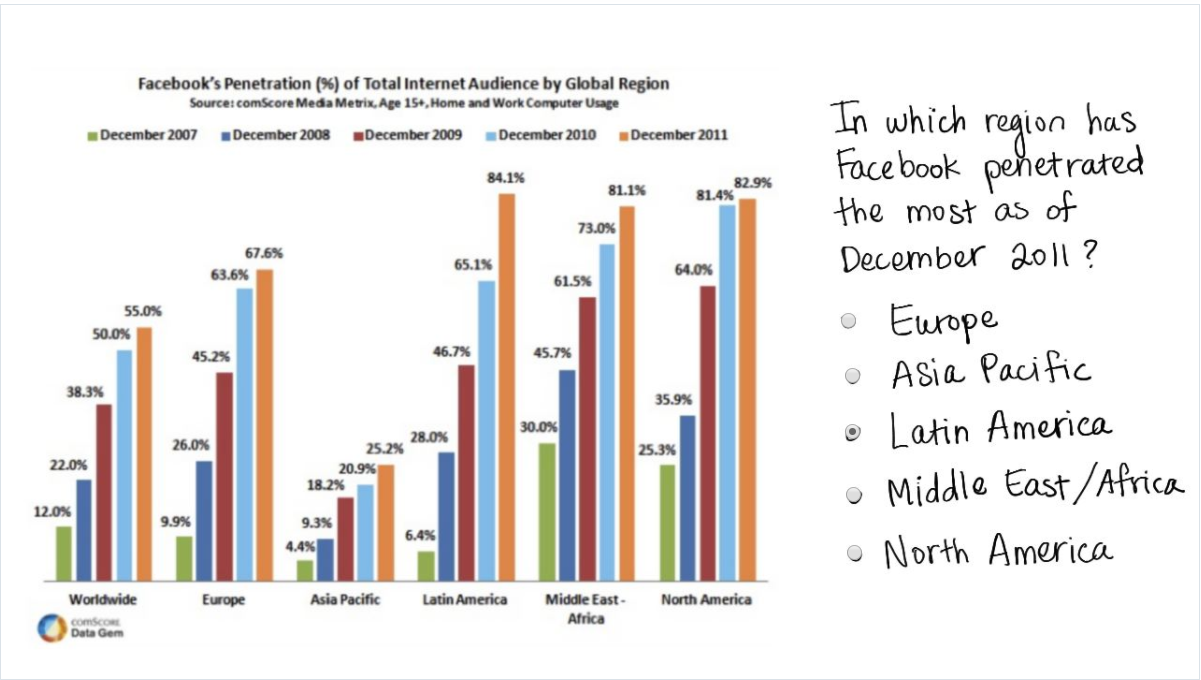 Facebook's Penetration (%) of Total Internet Audience by Global Region
Source: comScore Media Metrix, Age 15+, Home and Work Computer Usage
December 2007 December 2008 December 2009 December 2010 December 2011
12.0% 22.0% 38.3% 50.0% 55.0%
9.9% 26.0% 45.2% 63.6% 67.6%
4.4% 9.3% 18.2% 20.9% 25.2%
6.4% 28.0% 46.7% 65.1% 84.1%
30.0% 45.7% 61.5% 73.0% 81.1%
25.3% 35.9% 64.0% 81.4% 82.9%
Worldwide Europe Asia Pacific Latin America Middle East - North America
Africa
comSCORE
Data Gem
In which region has
Facebook penetrated
the most as of
December 2011?
Europe
Asia Pacific
Latin America
Middle East/Africa
North America